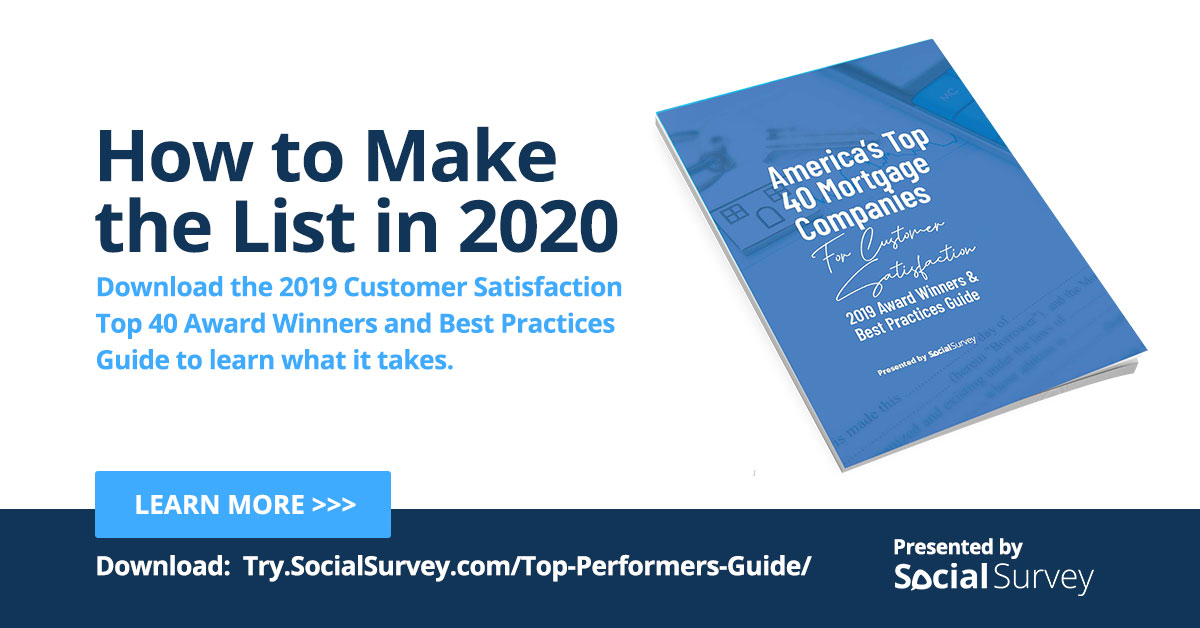 How to Make
the List in 2020
Download the 2019 Customer Satisfaction
Top 40 Award Winners and Best Practices
Guide to learn what it takes.
LEARN MORE >>>
Download: Try.SocialSurvey.com/Top-Performers-Guide/
Presented by
SocialSurvey
America's Top
40 Mortgage
Companies
For Customer
Satisfaction
2019 Award Winners &
Best Practices Guide
Presented by SocialSurvey